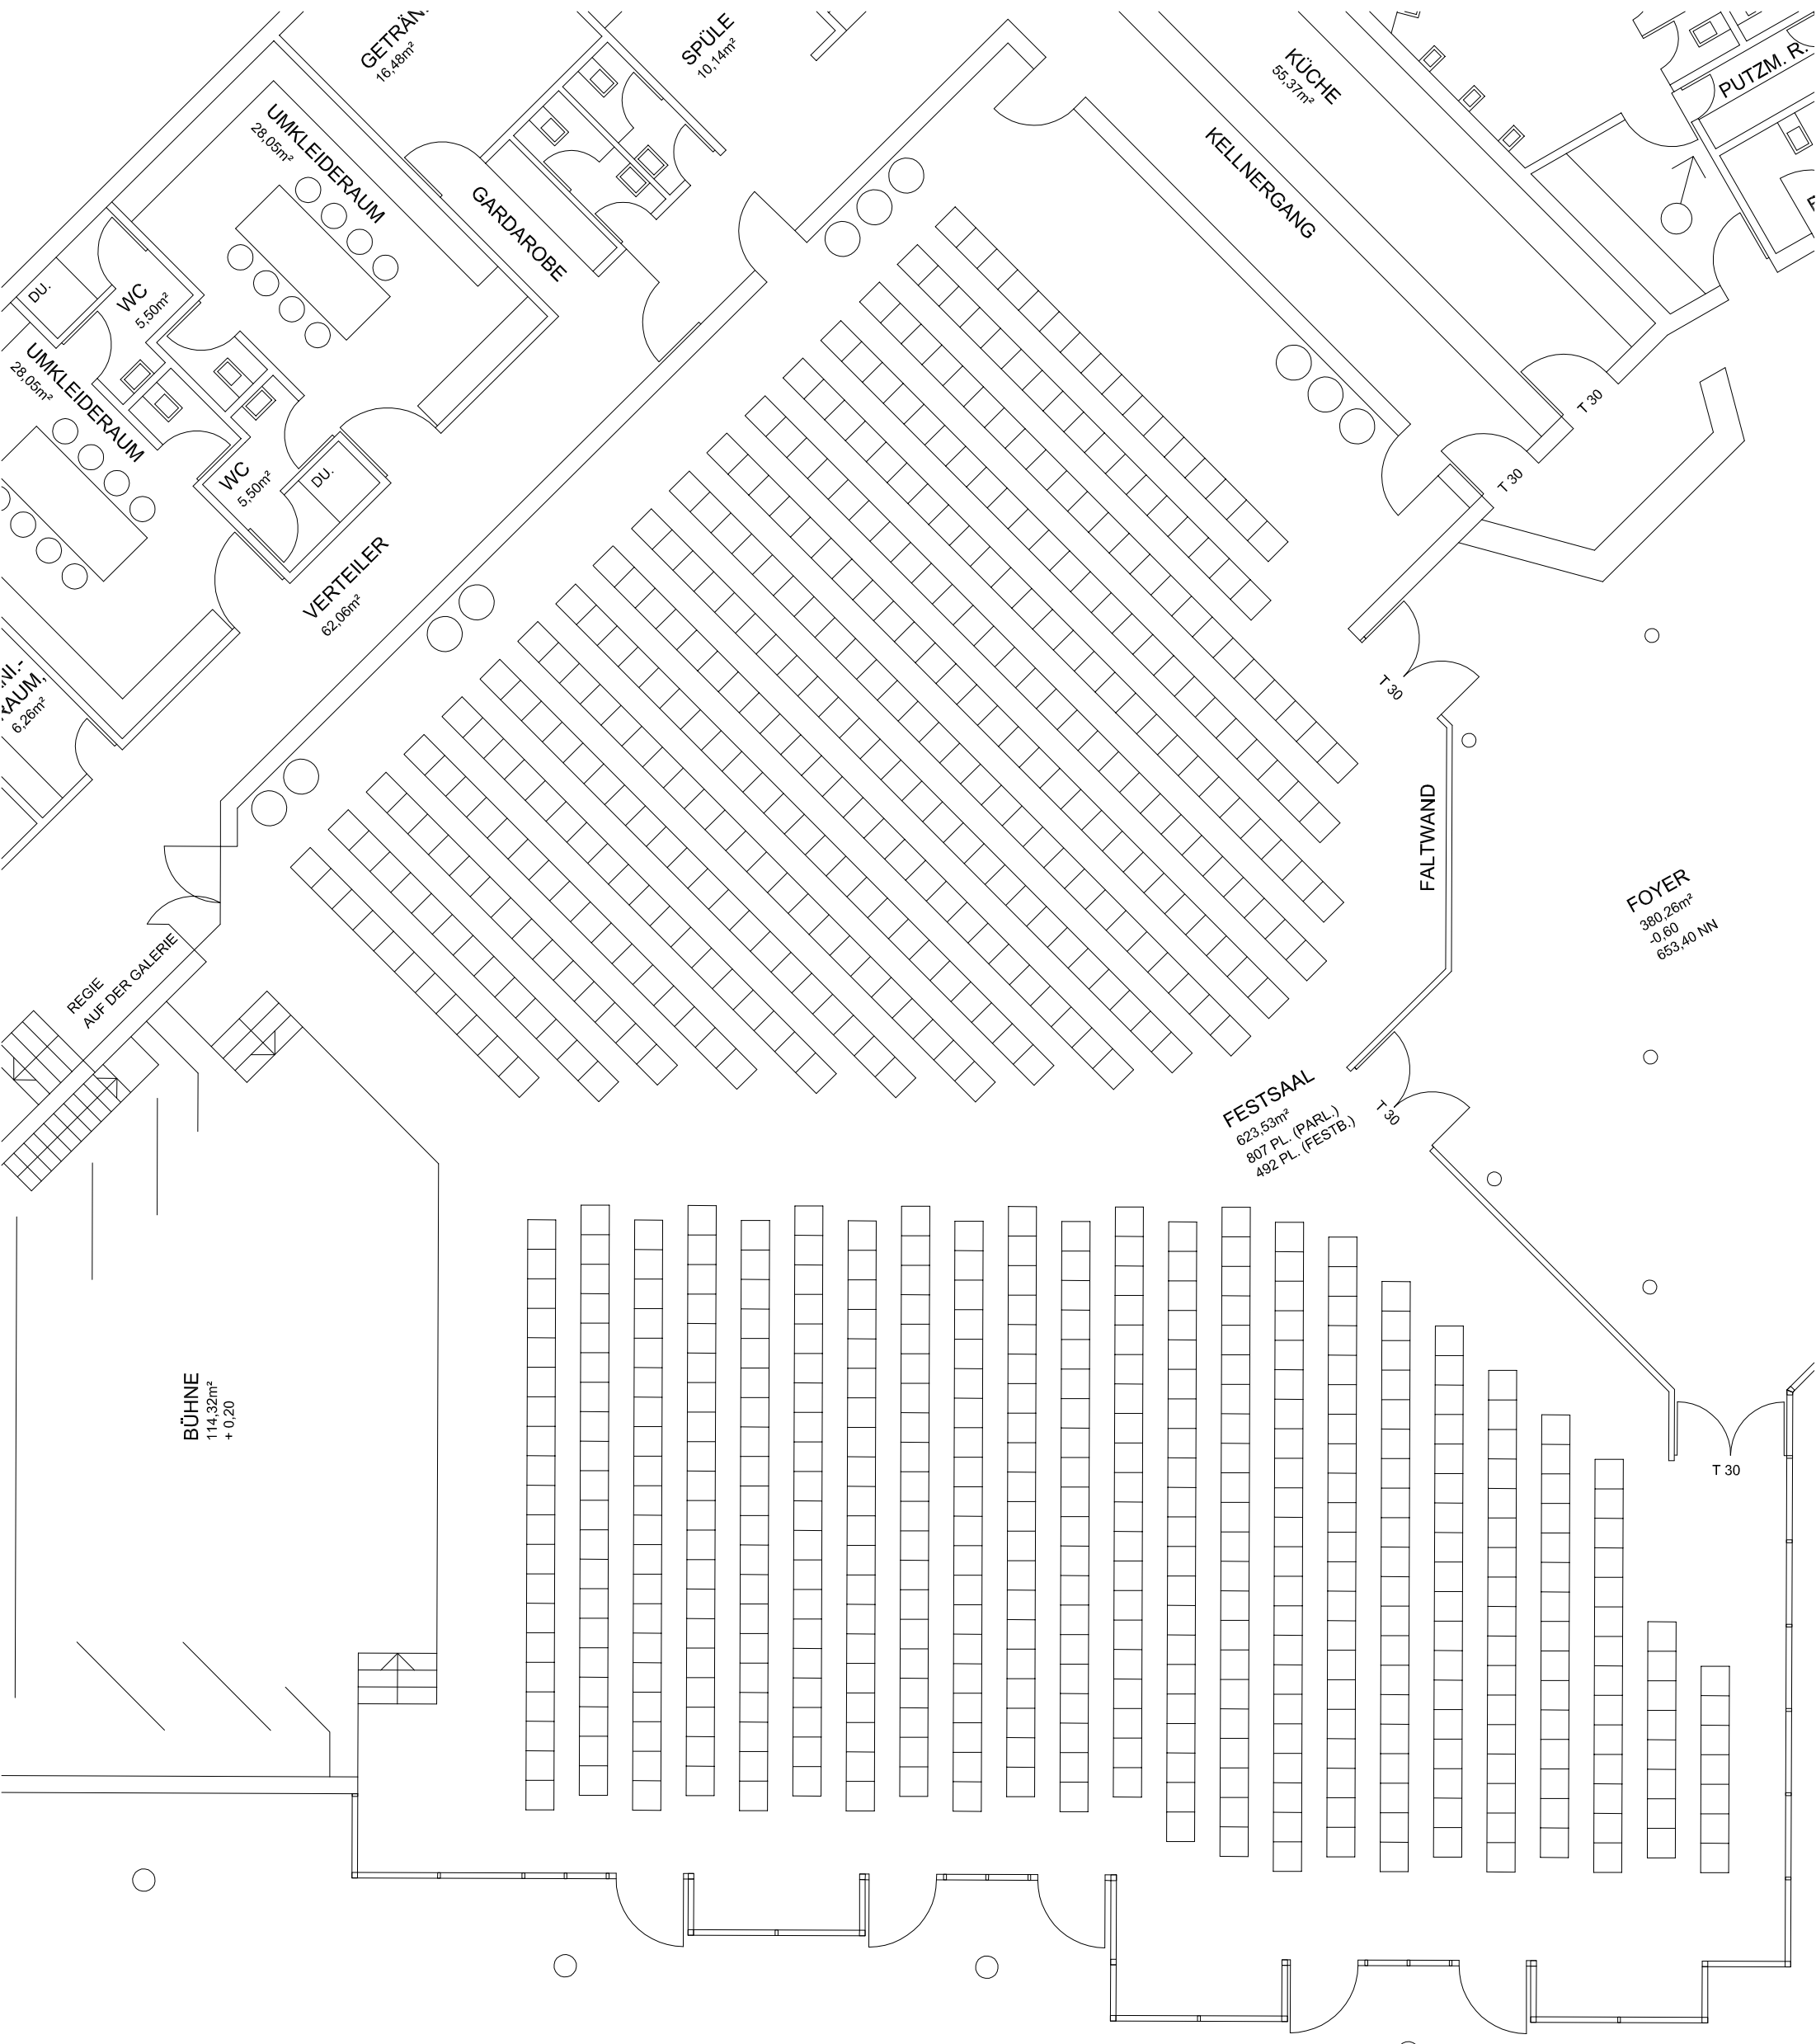 16,48m²
SPÜLE
10,14m²
KÜCHE
55,37m²
PUTZM. R.
UMKLEIDERAUM
28,05m²
GARDAROBE
KELLNERGANG
DU.
WC
5,50m²
UMKLEIDERAUM
28,05m²
WC
5,50m²
DU.
T 30
T 30
VERTEILER
62,06m²
6,26m²
T 30
FALTWAND
FOYER
380,26m²
-0,60
653,40 NN
REGIE
AUF DER GALERIE
FESTSAAL
623,53m²
807 PL. (PARL.)
492 PL. (FESTB.)
T 30
BÜHNE
114,32m²
+ 0,20
T 30